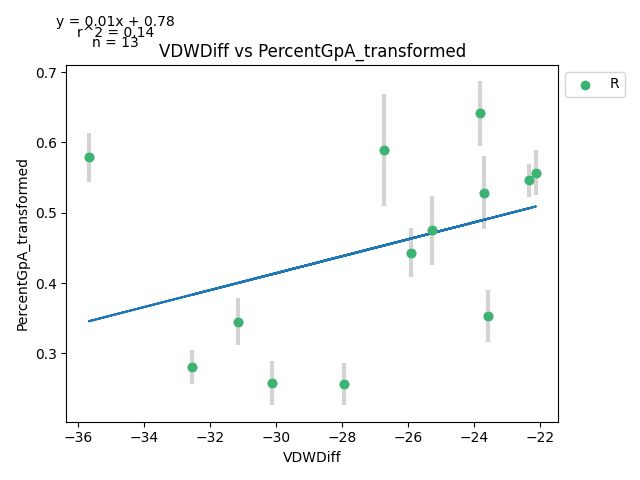 y = 0.01x + 0.78
r^2 = 0.14
n = 13
VDWDiff vs PercentGpA_transformed
R
PercentGpA_transformed
0.7
0.6
0.5
0.4
0.3
−36 −34 −32 −30 −28 −26 −24 −22
VDWDiff